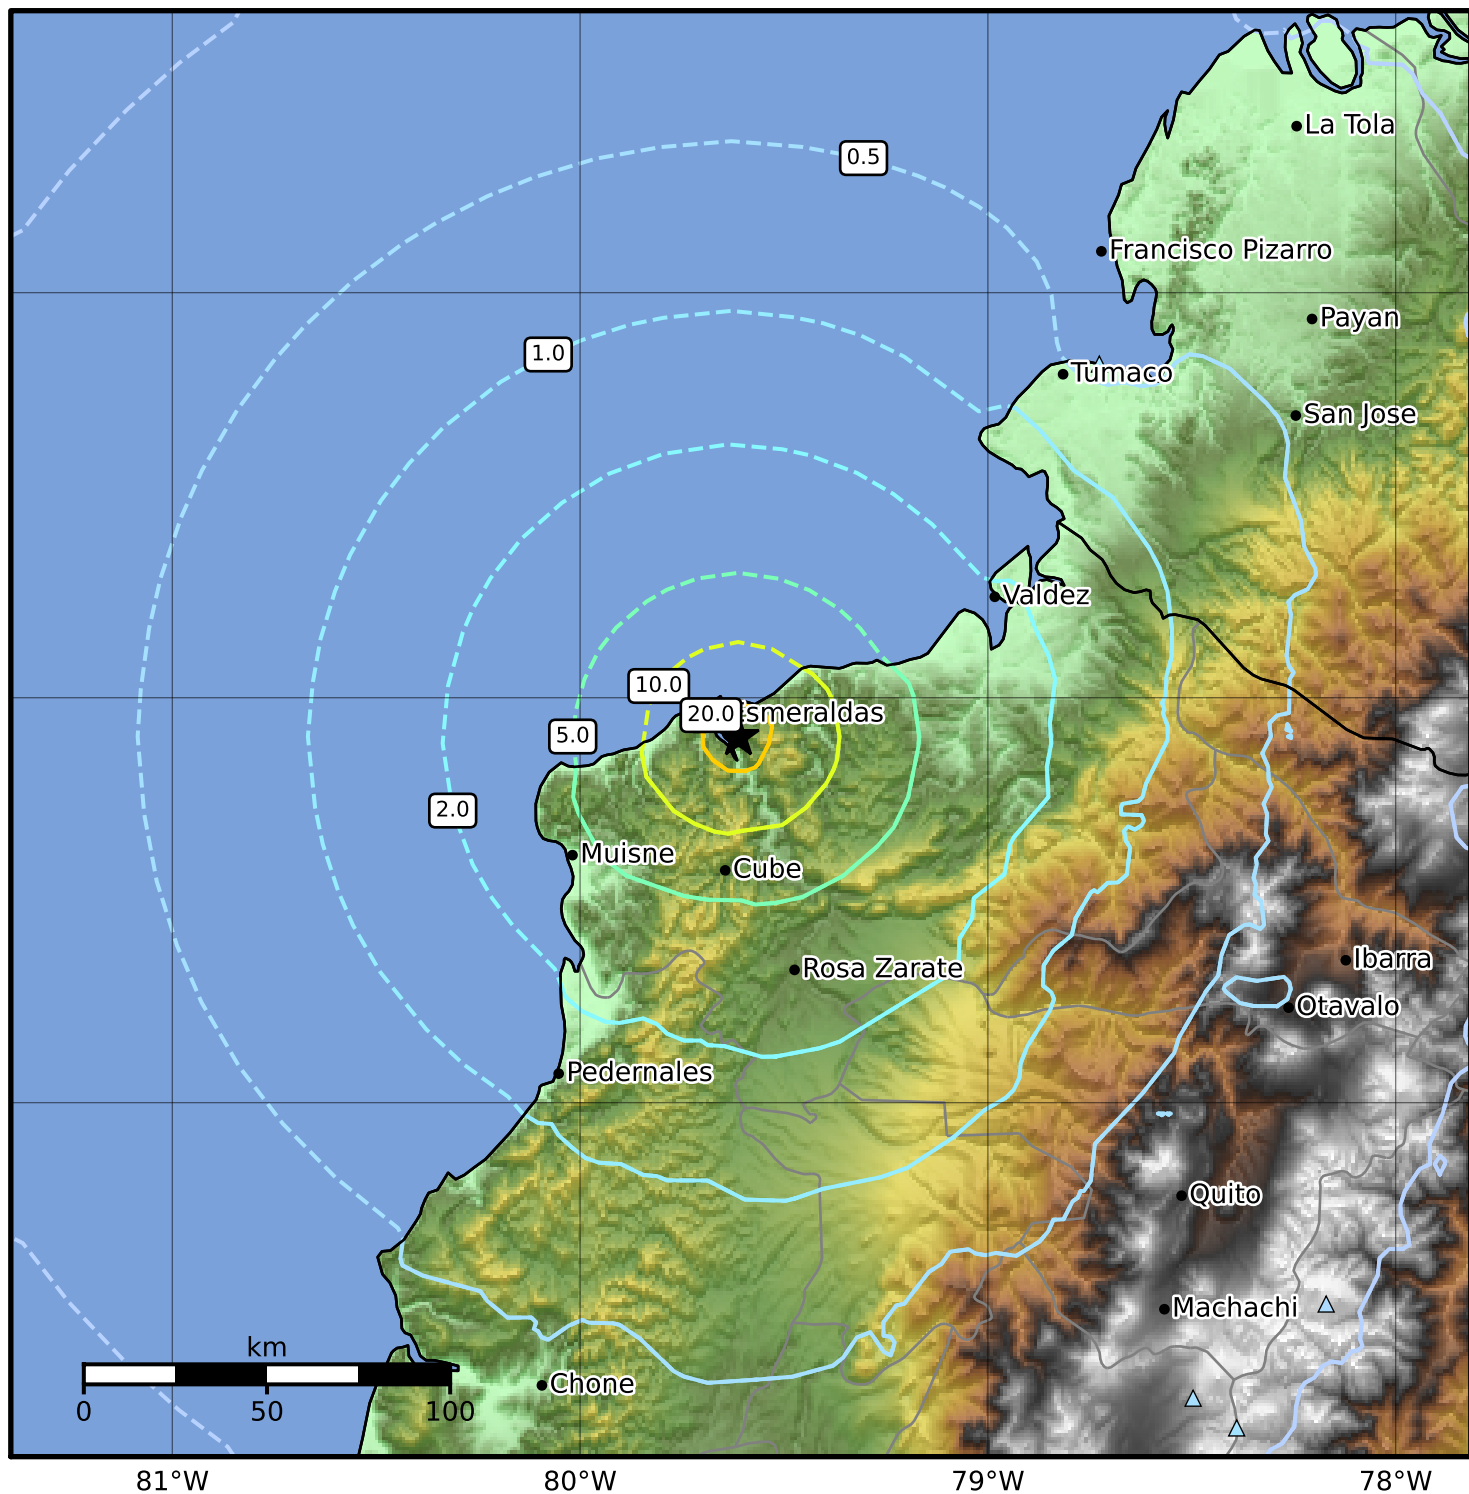 La Tola
0.5
Francisco Pizarro
Payan
1.0
Tumaco
San Jose
Valdez
10.0
20.0
smeraldas
5.0
2.0
Muisne
Cube
Rosa Zarate
Ibarra
Otavalo
Pedernales
Quito
Machachi
km
Chone
0 50 100
81°W 80°W 79°W 78°W